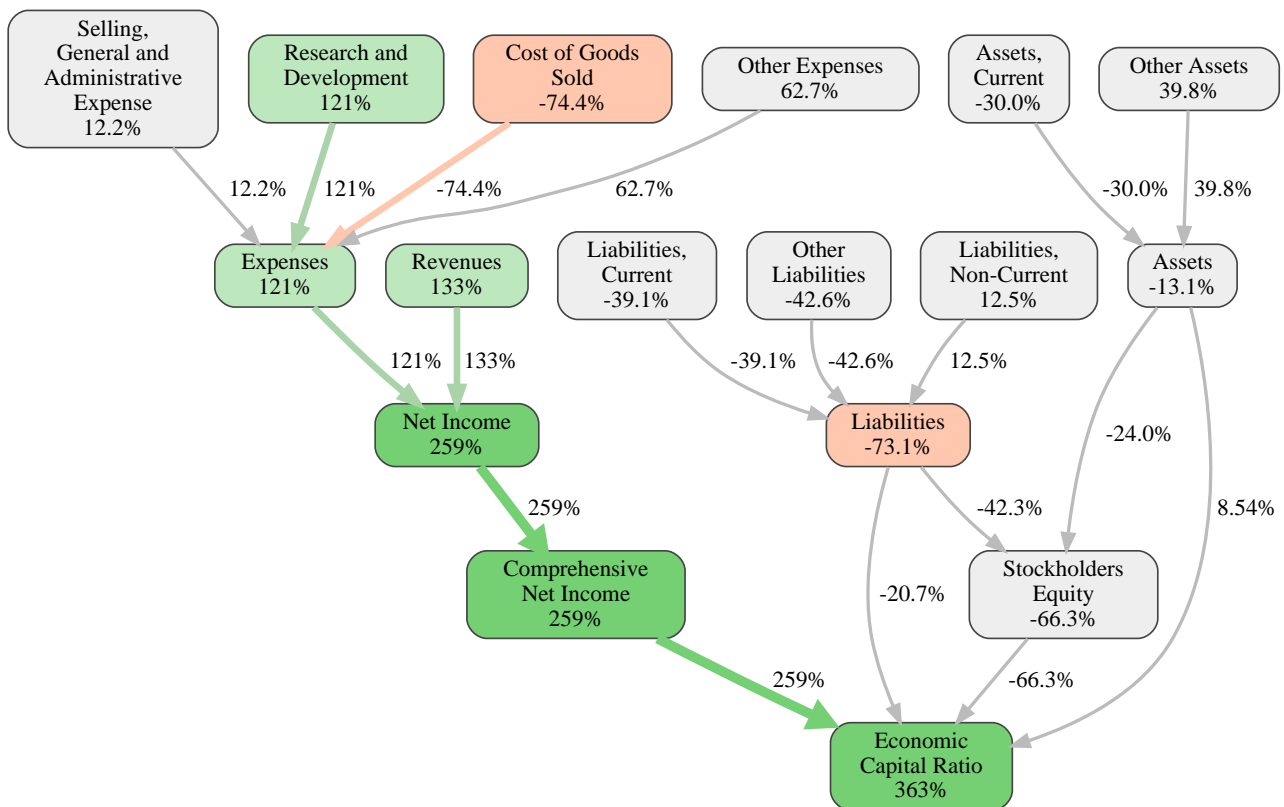 Selling,
General and
Administrative
Expense
12.2%
Research and
Development
121%
Cost of Goods
Sold
-74.4%
Other Expenses
62.7%
Assets,
Current
-30.0%
Other Assets
39.8%
12.2%
121%
-74.4%
62.7%
-30.0%
39.8%
Expenses
121%
Revenues
133%
Liabilities,
Current
-39.1%
Other
Liabilities
-42.6%
Liabilities,
Non-Current
12.5%
Assets
-13.1%
121%
133%
-39.1%
-42.6%
12.5%
Net Income
259%
Liabilities
-73.1%
-24.0%
259%
-42.3%
8.54%
Comprehensive
Net Income
259%
-20.7%
Stockholders
Equity
-66.3%
259%
-66.3%
Economic
Capital Ratio
363%